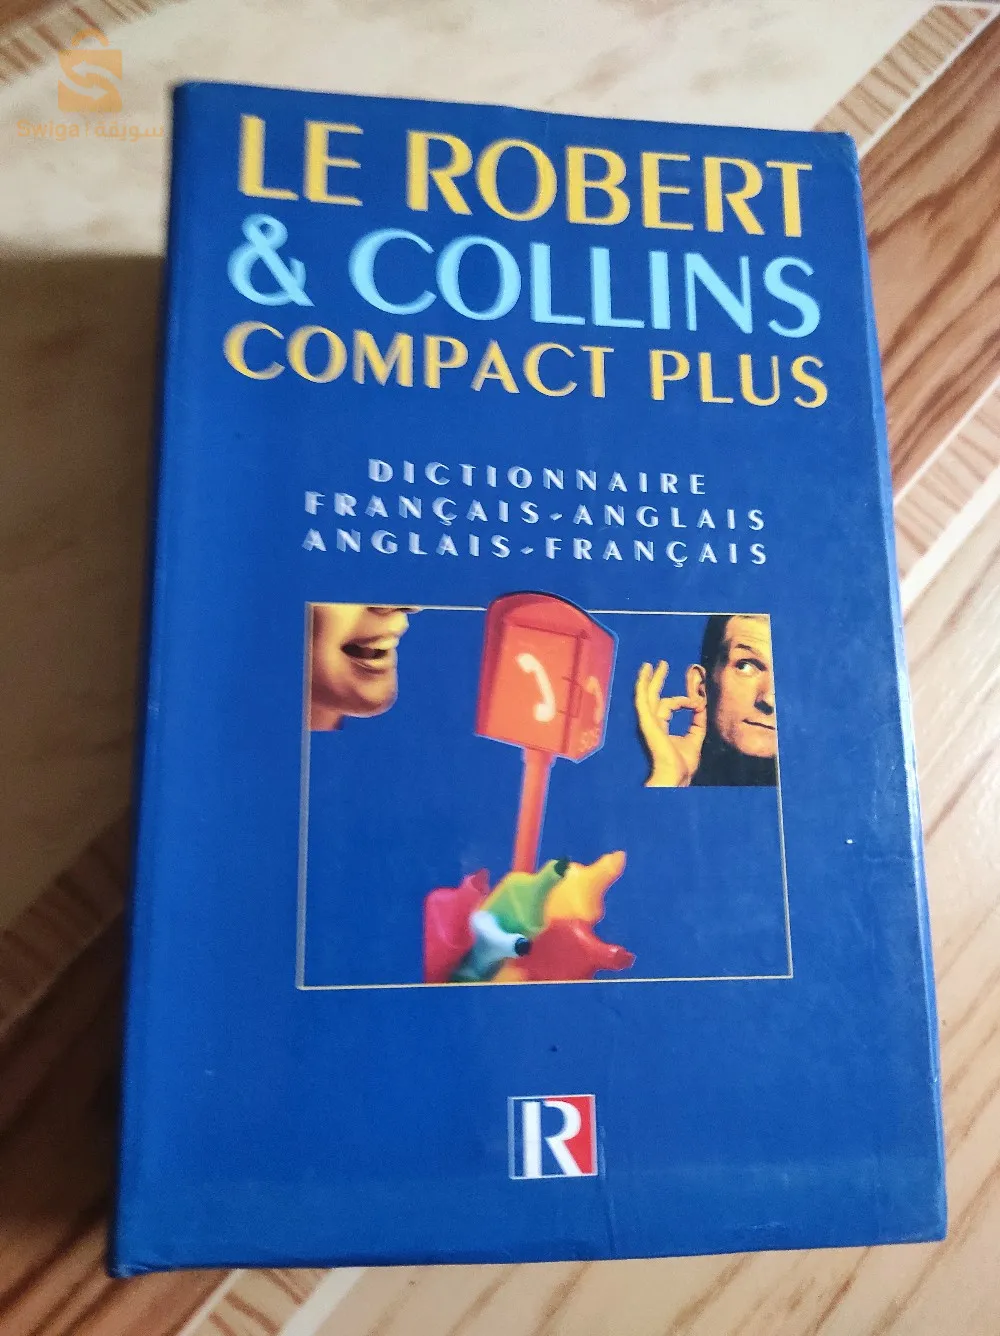 Swiga سويقة
LE ROBERT
& COLLINS
COMPACT PLUS
DICTIONNAIRE
FRANÇAIS-ANGLAIS
ANGLAIS-FRANÇAIS
R